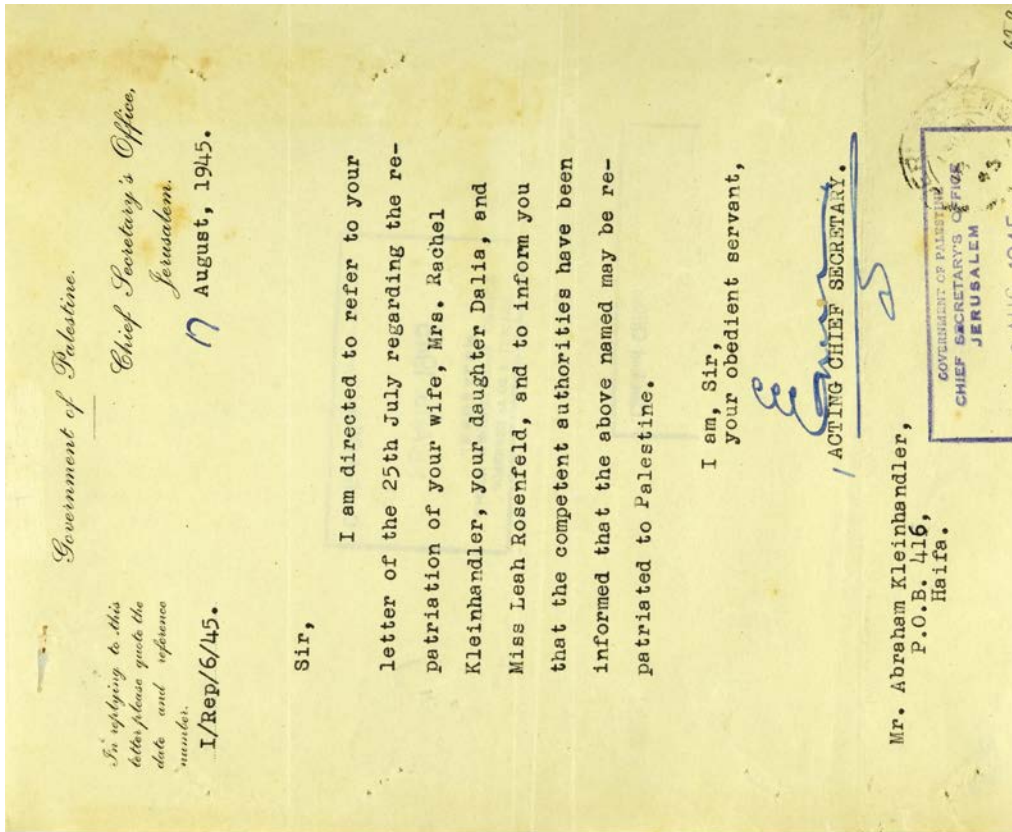 Government of Palestine.
In replying to this
letter please quote the
date and reference
number.
I/Rep/6/45.
Chief Secretary's Office,
Jerusalem.
17 August, 1945.
Sir,
I am directed to refer to your
letter of the 25th July regarding the re-
patriation of your wife, Mrs. Rachel
Kleinhandler, your daughter Dalia, and
Miss Leah Rosenfeld, and to inform you
that the competent authorities have been
informed that the above named may be re-
patriated to Palestine.
I am, Sir,
your obedient servant,
ACTING CHIEF SECRETARY.
Mr. Abraham Kleinhandler,
P.O.B. 416,
Haifa.
GOVERNMENT OF PALESTINE
CHIEF SECRETARY'S OFFICE
JERUSALEM